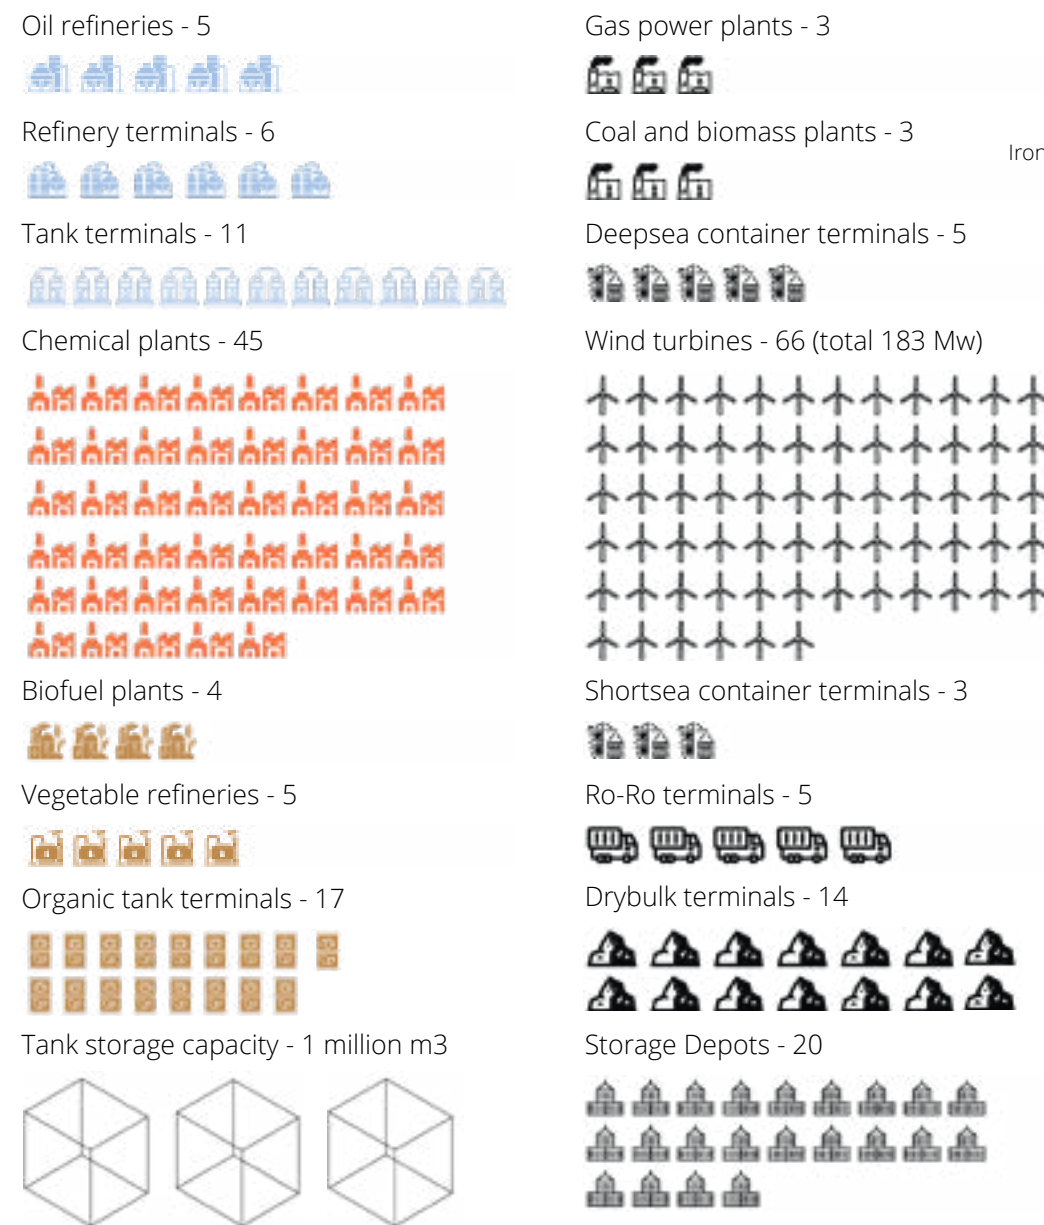 Oil refineries - 5
Refinery terminals - 6
Tank terminals - 11
Chemical plants - 45
Biofuel plants - 4
Vegetable refineries - 5
Organic tank terminals - 17
Tank storage capacity - 1 million m3
Gas power plants - 3
Coal and biomass plants - 3
Deepsea container terminals - 5
Wind turbines - 66 (total 183 Mw)
Shortsea container terminals - 3
Ro-Ro terminals - 5
Drybulk terminals - 14
Storage Depots - 20
Iron